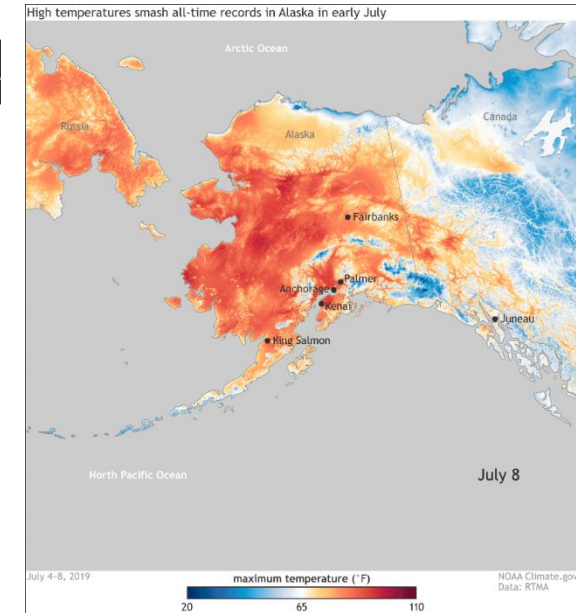 High temperatures smash all-time records in Alaska in early July
Arctic Ocean
Russia
Alaska
Canada
Fairbanks
Palmer
Anchorage
Kenai
Juneau
King Salmon
North Pacific Ocean
July 8
July 4-8, 2019
maximum temperature (°F)
NOAA Climate.gov
Data: RTMA
20 65 110